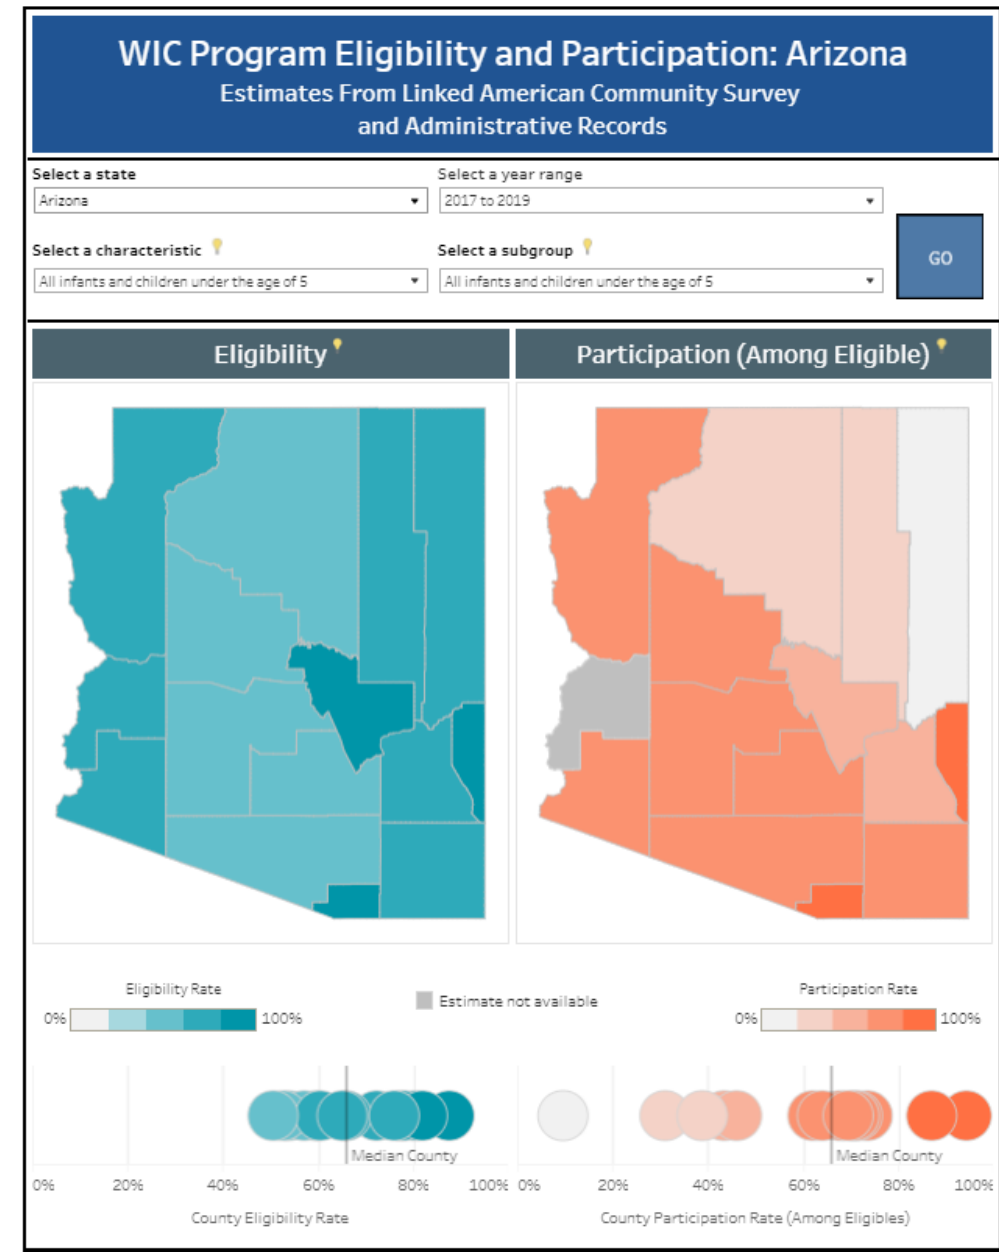 WIC Program Eligibility and Participation: Arizona
Estimates From Linked American Community Survey
and Administrative Records
Select a state
Select a year range
Arizona
2017 to 2019
Select a characteristic
Select a subgroup
GO
All infants and children under the age of 5
All infants and children under the age of 5
Eligibility
Participation (Among Eligible)
Eligibility Rate
0%
100%
Estimate not available
Participation Rate
0%
100%
Median County
Median County
0% 20% 40% 60% 80% 100%
0% 20% 40% 60% 80% 100%
County Eligibility Rate
County Participation Rate (Among Eligibles)